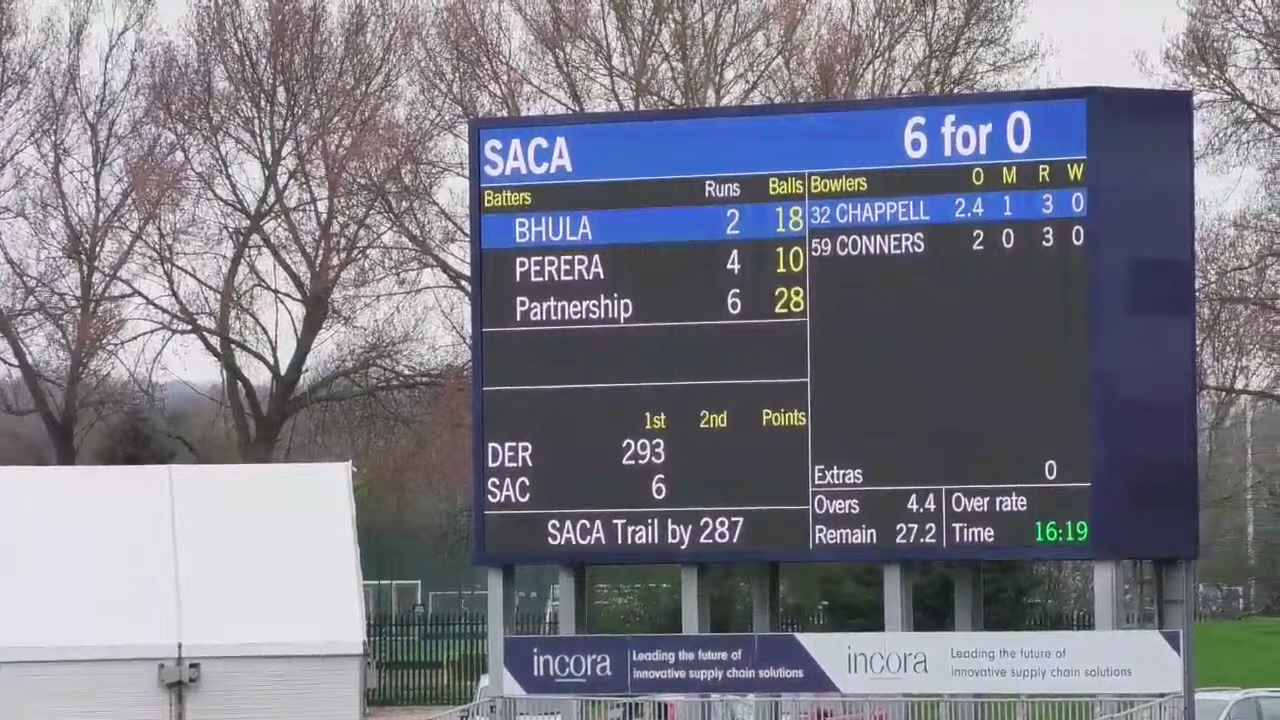 SACA 6 for 0
Batters Runs Balls
BHULA 2 18
PERERA 4 10
Partnership 6 28
Bowlers O M R W
32 CHAPPELL 2.4 1 3 0
59 CONNERS 2 0 3 0
1st 2nd Points
DER 293
SAC 6
SACA Trail by 287
Extras 0
Overs 4.4
Remain 27.2
Over rate
Time 16:19
incora
Leading the future of
innovative supply chain solutions
incora
Leading the future of
innovative supply chain solutions